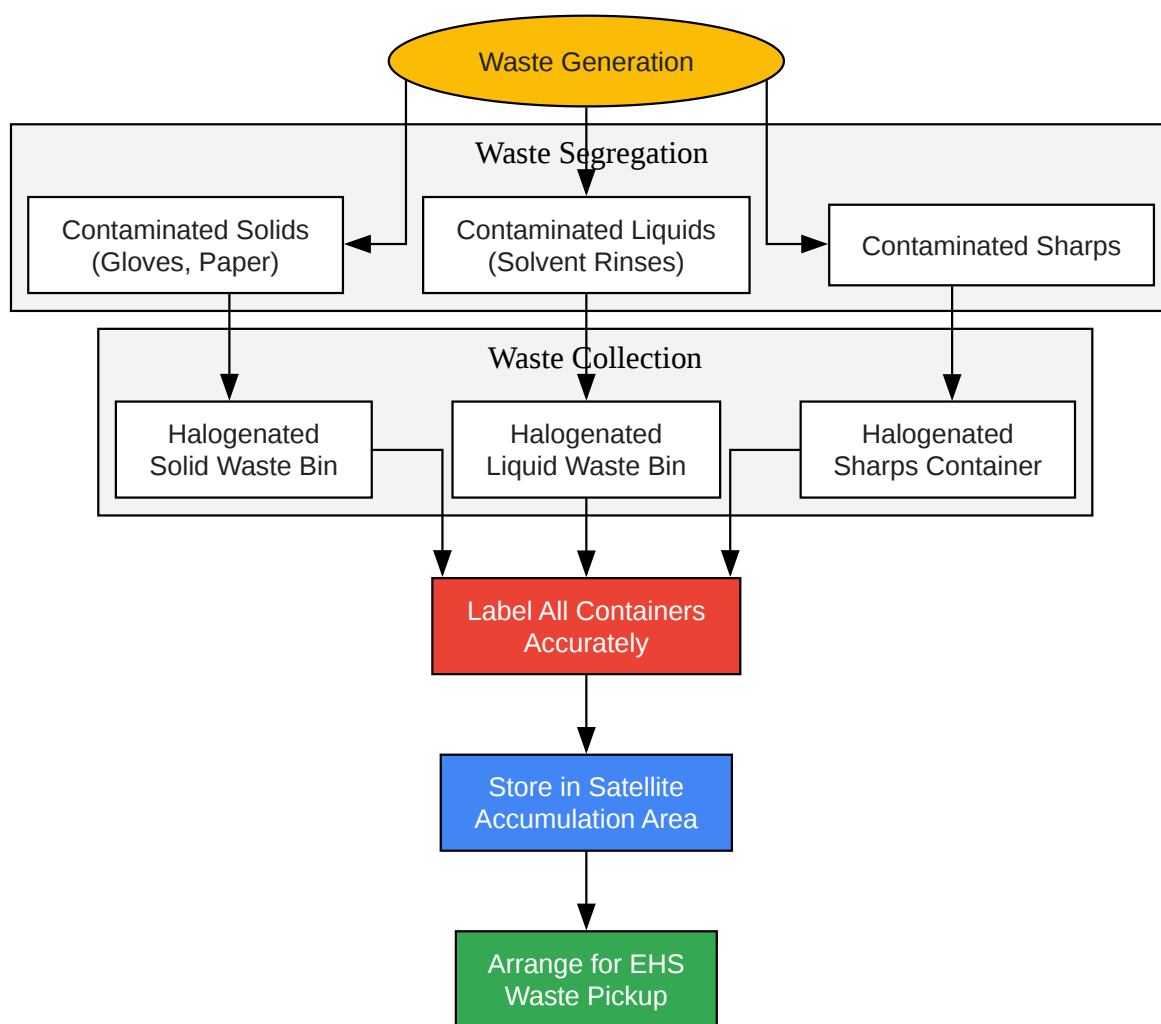 Waste Generation
Waste Segregation
Contaminated Solids
(Gloves, Paper)
Contaminated Liquids
(Solvent Rinses)
Contaminated Sharps
Waste Collection
Halogenated
Solid Waste Bin
Halogenated
Liquid Waste Bin
Halogenated
Sharps Container
Label All Containers
Accurately
Store in Satellite
Accumulation Area
Arrange for EHS
Waste Pickup